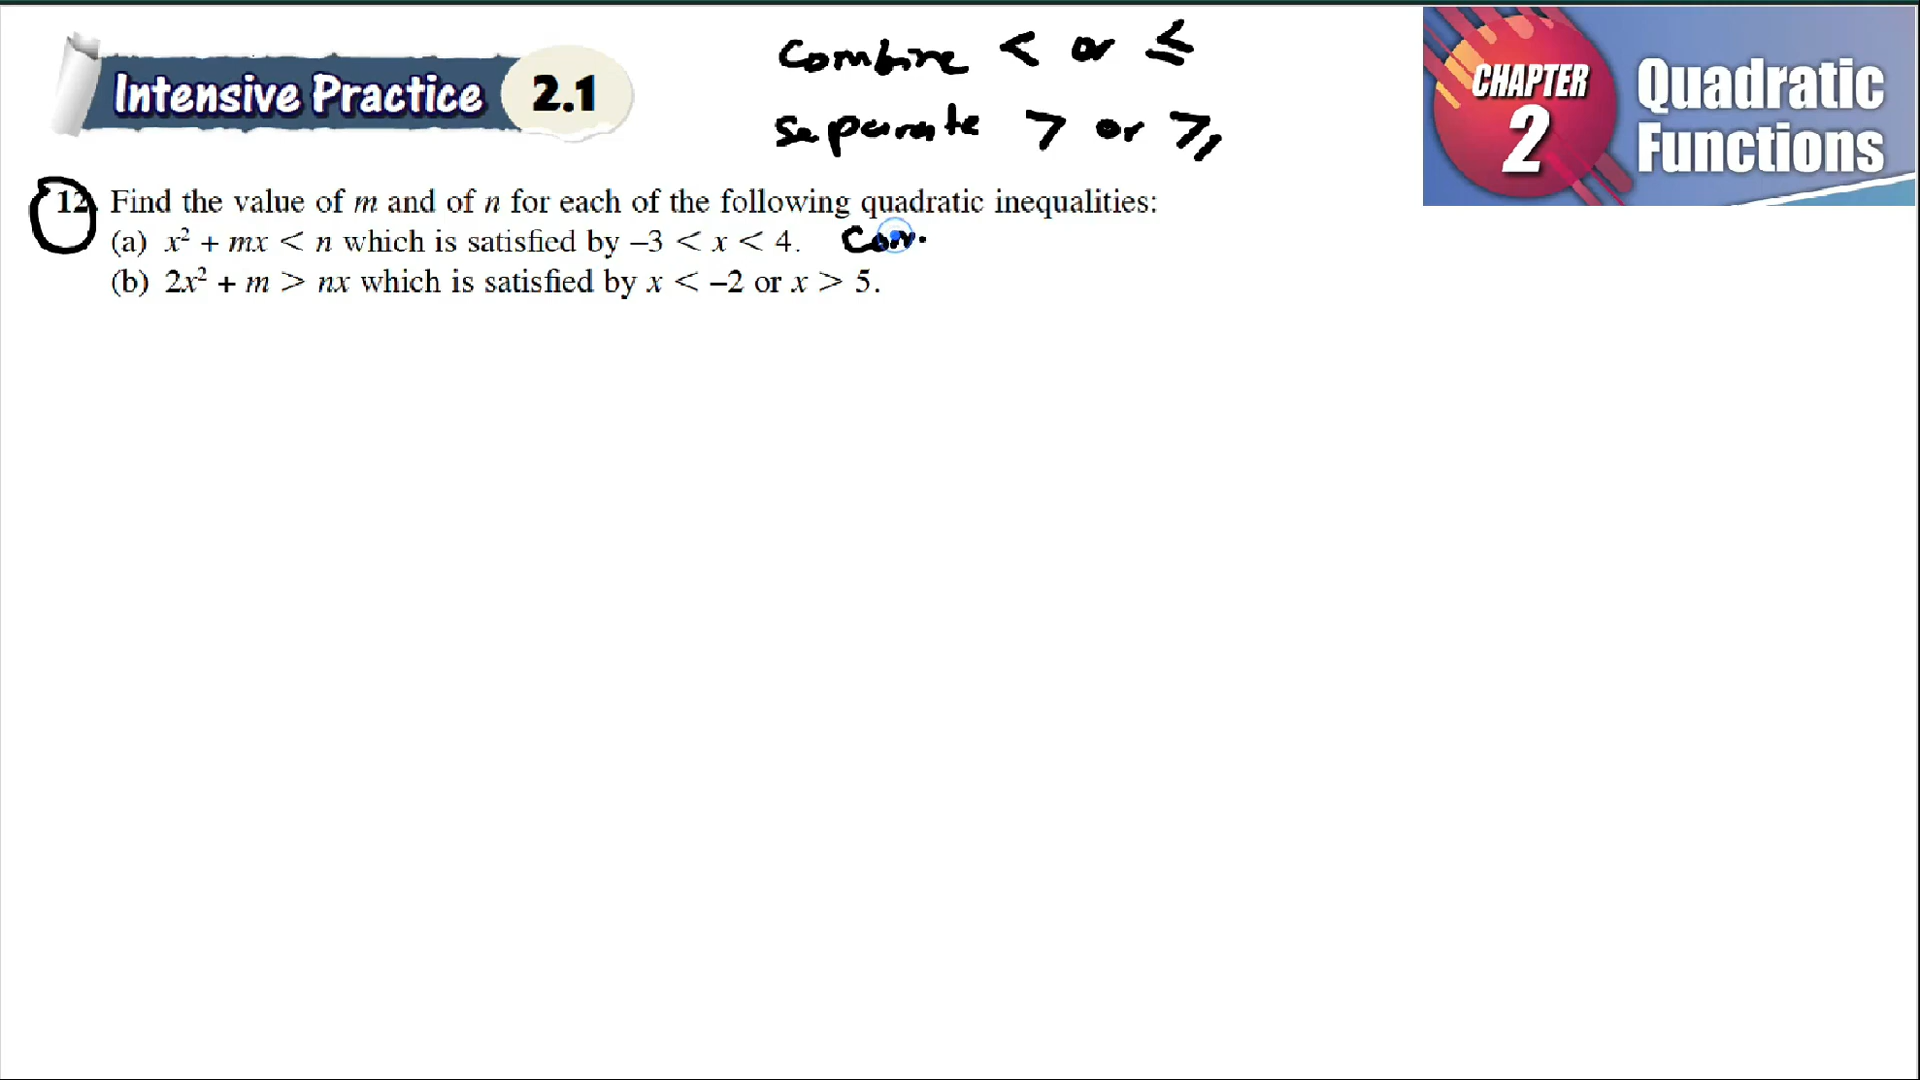 Intensive Practice 2.1
combine < or ≤
separate > or ≥
CHAPTER 2
Quadratic Functions
12. Find the value of m and of n for each of the following quadratic inequalities:
(a) x² + mx < n which is satisfied by –3 < x < 4. com
(b) 2x² + m > nx which is satisfied by x < –2 or x > 5.